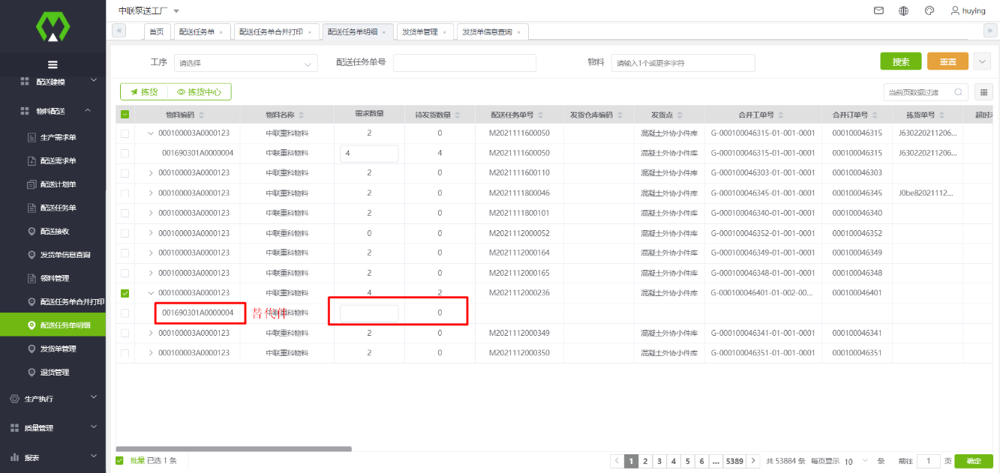 中联泵送工厂
huying
首页 配送任务单 × 配送任务单合并打印 × 配送任务单明细 × 发货单管理 × 发货单信息查询 ×
工序 请选择 配送任务单号 物料 请输入1个或更多字符 搜索 重置
拣货 拣货中心 当前页数据过滤
配送建模
物料配送
生产需求单
配送需求单
配送计划单
配送任务单
配送接收
发货单信息查询
领料管理
配送任务单合并打印
配送任务单明细
发货单管理
退货管理
生产执行
质量管理
报表
物料编码 物料名称 需求数量 待发货数量 配送任务单号 发货仓库编码 发货点 合并工单号 合并订单号 拣货单号 超时未
000100003A0000123 中联重科物料 2 0 M2021111600050 混凝土外协小件库 G-000100046315-01-001-0001 000100046315 J630220211206...
001690301A0000004 中联重科物料 4 4 M2021111600050 混凝土外协小件库 G-000100046315-01-001-0001 000100046315 J630220211206...
000100003A0000123 中联重科物料 2 0 M2021111600110 混凝土外协小件库 G-000100046303-01-001-0001 000100046303
000100003A0000123 中联重科物料 2 0 M2021111800046 混凝土外协小件库 G-000100046345-01-001-0001 000100046345 J0be82021112...
000100003A0000123 中联重科物料 2 0 M2021111800101 混凝土外协小件库 G-000100046340-01-001-0001 000100046340
000100003A0000123 中联重科物料 0 0 M2021112000052 混凝土外协小件库 G-000100046352-01-001-0001 000100046352
000100003A0000123 中联重科物料 2 0 M2021112000164 混凝土外协小件库 G-000100046349-01-001-0001 000100046349
000100003A0000123 中联重科物料 2 0 M2021112000165 混凝土外协小件库 G-000100046348-01-001-0001 000100046348
000100003A0000123 中联重科物料 4 2 M2021112000236 混凝土外协小件库 G-000100046401-01-002-00... 000100046401
001690301A0000004 替代件 中联重科物料 0
000100003A0000123 中联重科物料 2 0 M2021112000349 混凝土外协小件库 G-000100046341-01-001-0001 000100046341
000100003A0000123 中联重科物料 2 0 M2021112000350 混凝土外协小件库 G-000100046351-01-001-0001 000100046351
批量 已选 1 条 1 2 3 4 5 6 ... 5389 共 53884 条 每页显示 10 条 前往 1 页 确定